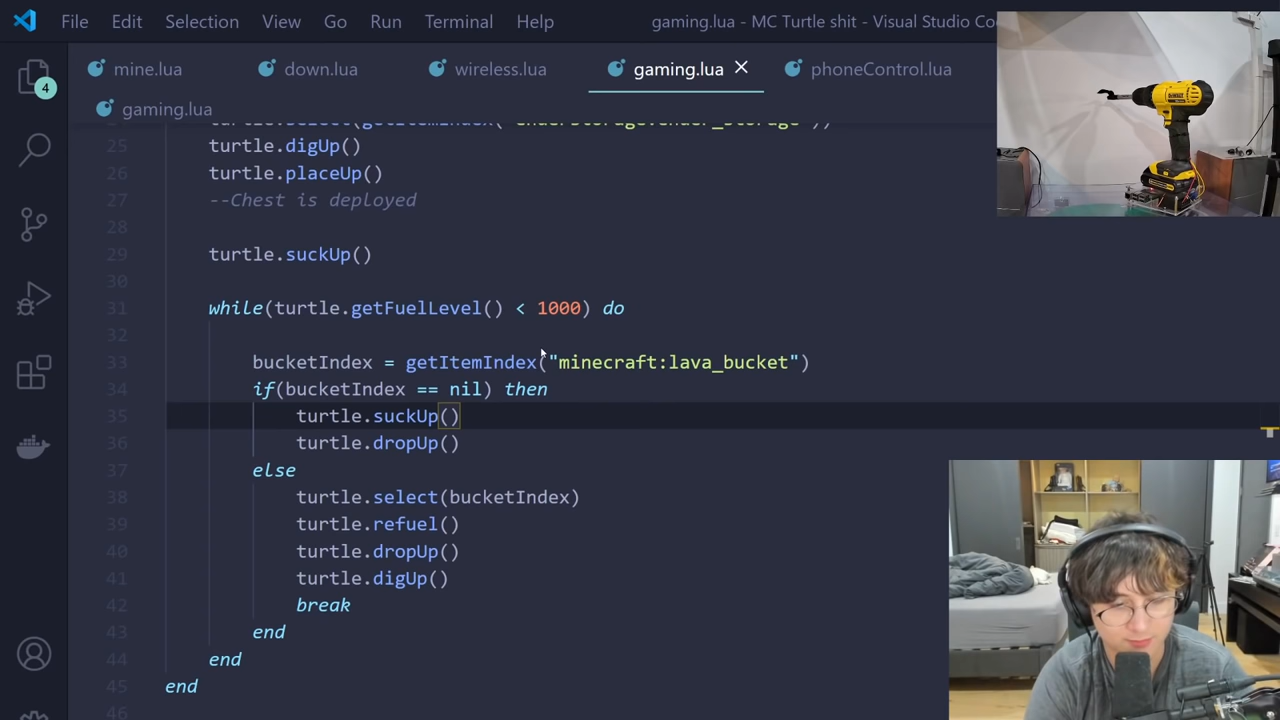 File Edit Selection View Go Run Terminal Help gaming.lua - MC Turtle shit - Visual Studio Co
4
mine.lua down.lua wireless.lua gaming.lua phoneControl.lua
gaming.lua
25 turtle.digUp()
26 turtle.placeUp()
27 --Chest is deployed
28
29 turtle.suckUp()
30
31 while(turtle.getFuelLevel() < 1000) do
32
33 bucketIndex = getItemIndex("minecraft:lava_bucket")
34 if(bucketIndex == nil) then
35 turtle.suckUp()
36 turtle.dropUp()
37 else
38 turtle.select(bucketIndex)
39 turtle.refuel()
40 turtle.dropUp()
41 turtle.digUp()
42 break
43 end
44 end
45 end
46
DEWALT